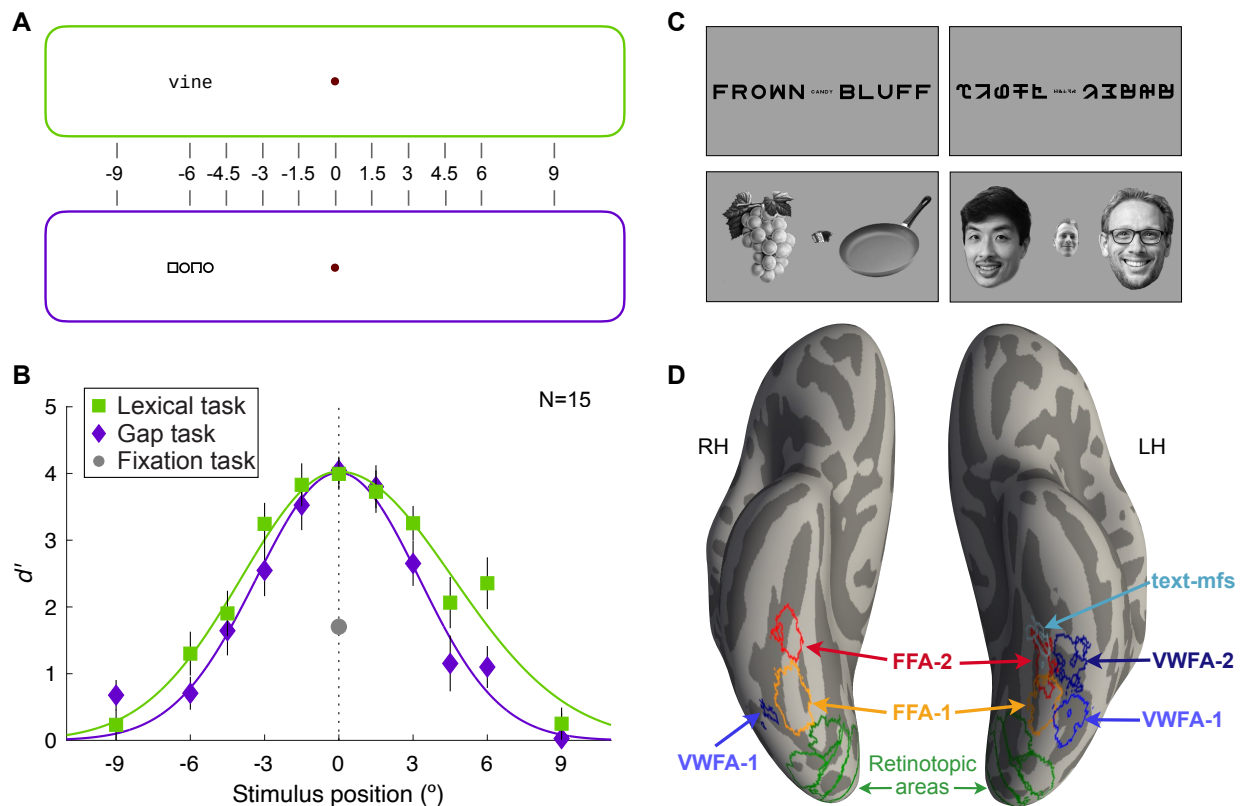 A
vine
-9 -6 -4.5 -3 -1.5 0 1.5 3 4.5 6 9
B
Lexical task
Gap task
Fixation task
N=15
5
4
3
2
1
0
d'
-9 -6 -3 0 3 6 9
Stimulus position (º)
C
FROWN CANDY BLUFF
D
RH
LH
text-mfs
FFA-2
VWFA-2
FFA-1
VWFA-1
VWFA-1
Retinotopic
areas